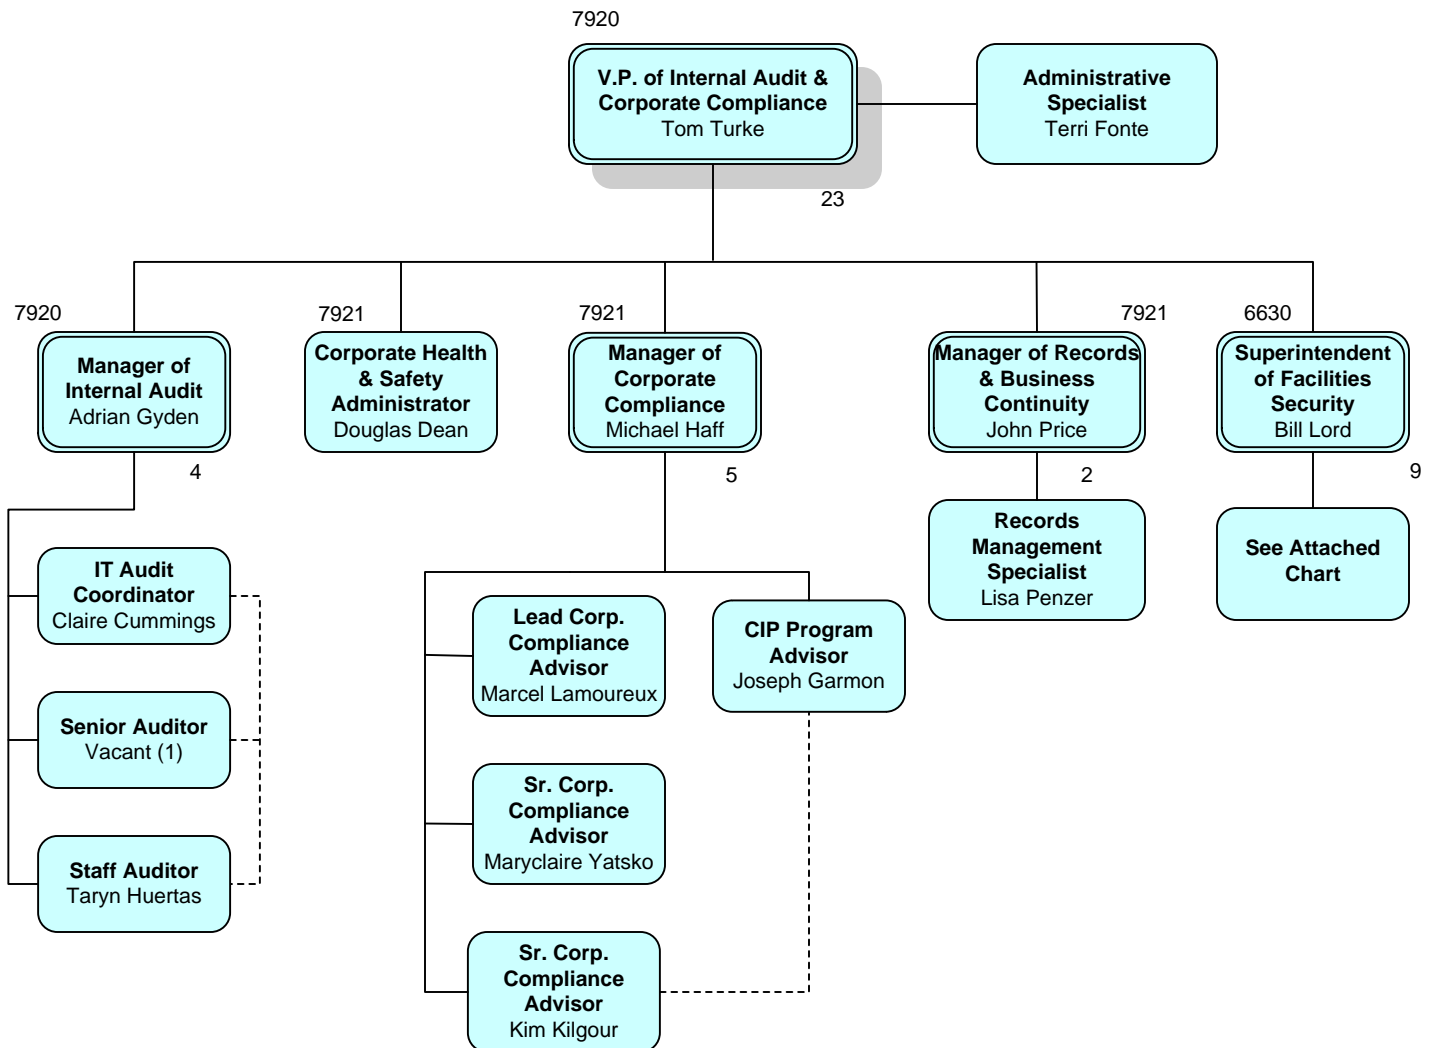 7920
V.P. of Internal Audit &
Corporate Compliance
Tom Turke
Administrative
Specialist
Terri Fonte
23
7920
Manager of
Internal Audit
Adrian Gyden
4
7921
Corporate Health
& Safety
Administrator
Douglas Dean
7921
Manager of
Corporate
Compliance
Michael Haff
5
7921
Manager of Records
& Business
Continuity
John Price
2
6630
Superintendent
of Facilities
Security
Bill Lord
9
IT Audit
Coordinator
Claire Cummings
Senior Auditor
Vacant (1)
Staff Auditor
Taryn Huertas
Lead Corp.
Compliance
Advisor
Marcel Lamoureux
CIP Program
Advisor
Joseph Garmon
Sr. Corp.
Compliance
Advisor
Maryclaire Yatsko
Sr. Corp.
Compliance
Advisor
Kim Kilgour
Records
Management
Specialist
Lisa Penzer
See Attached
Chart